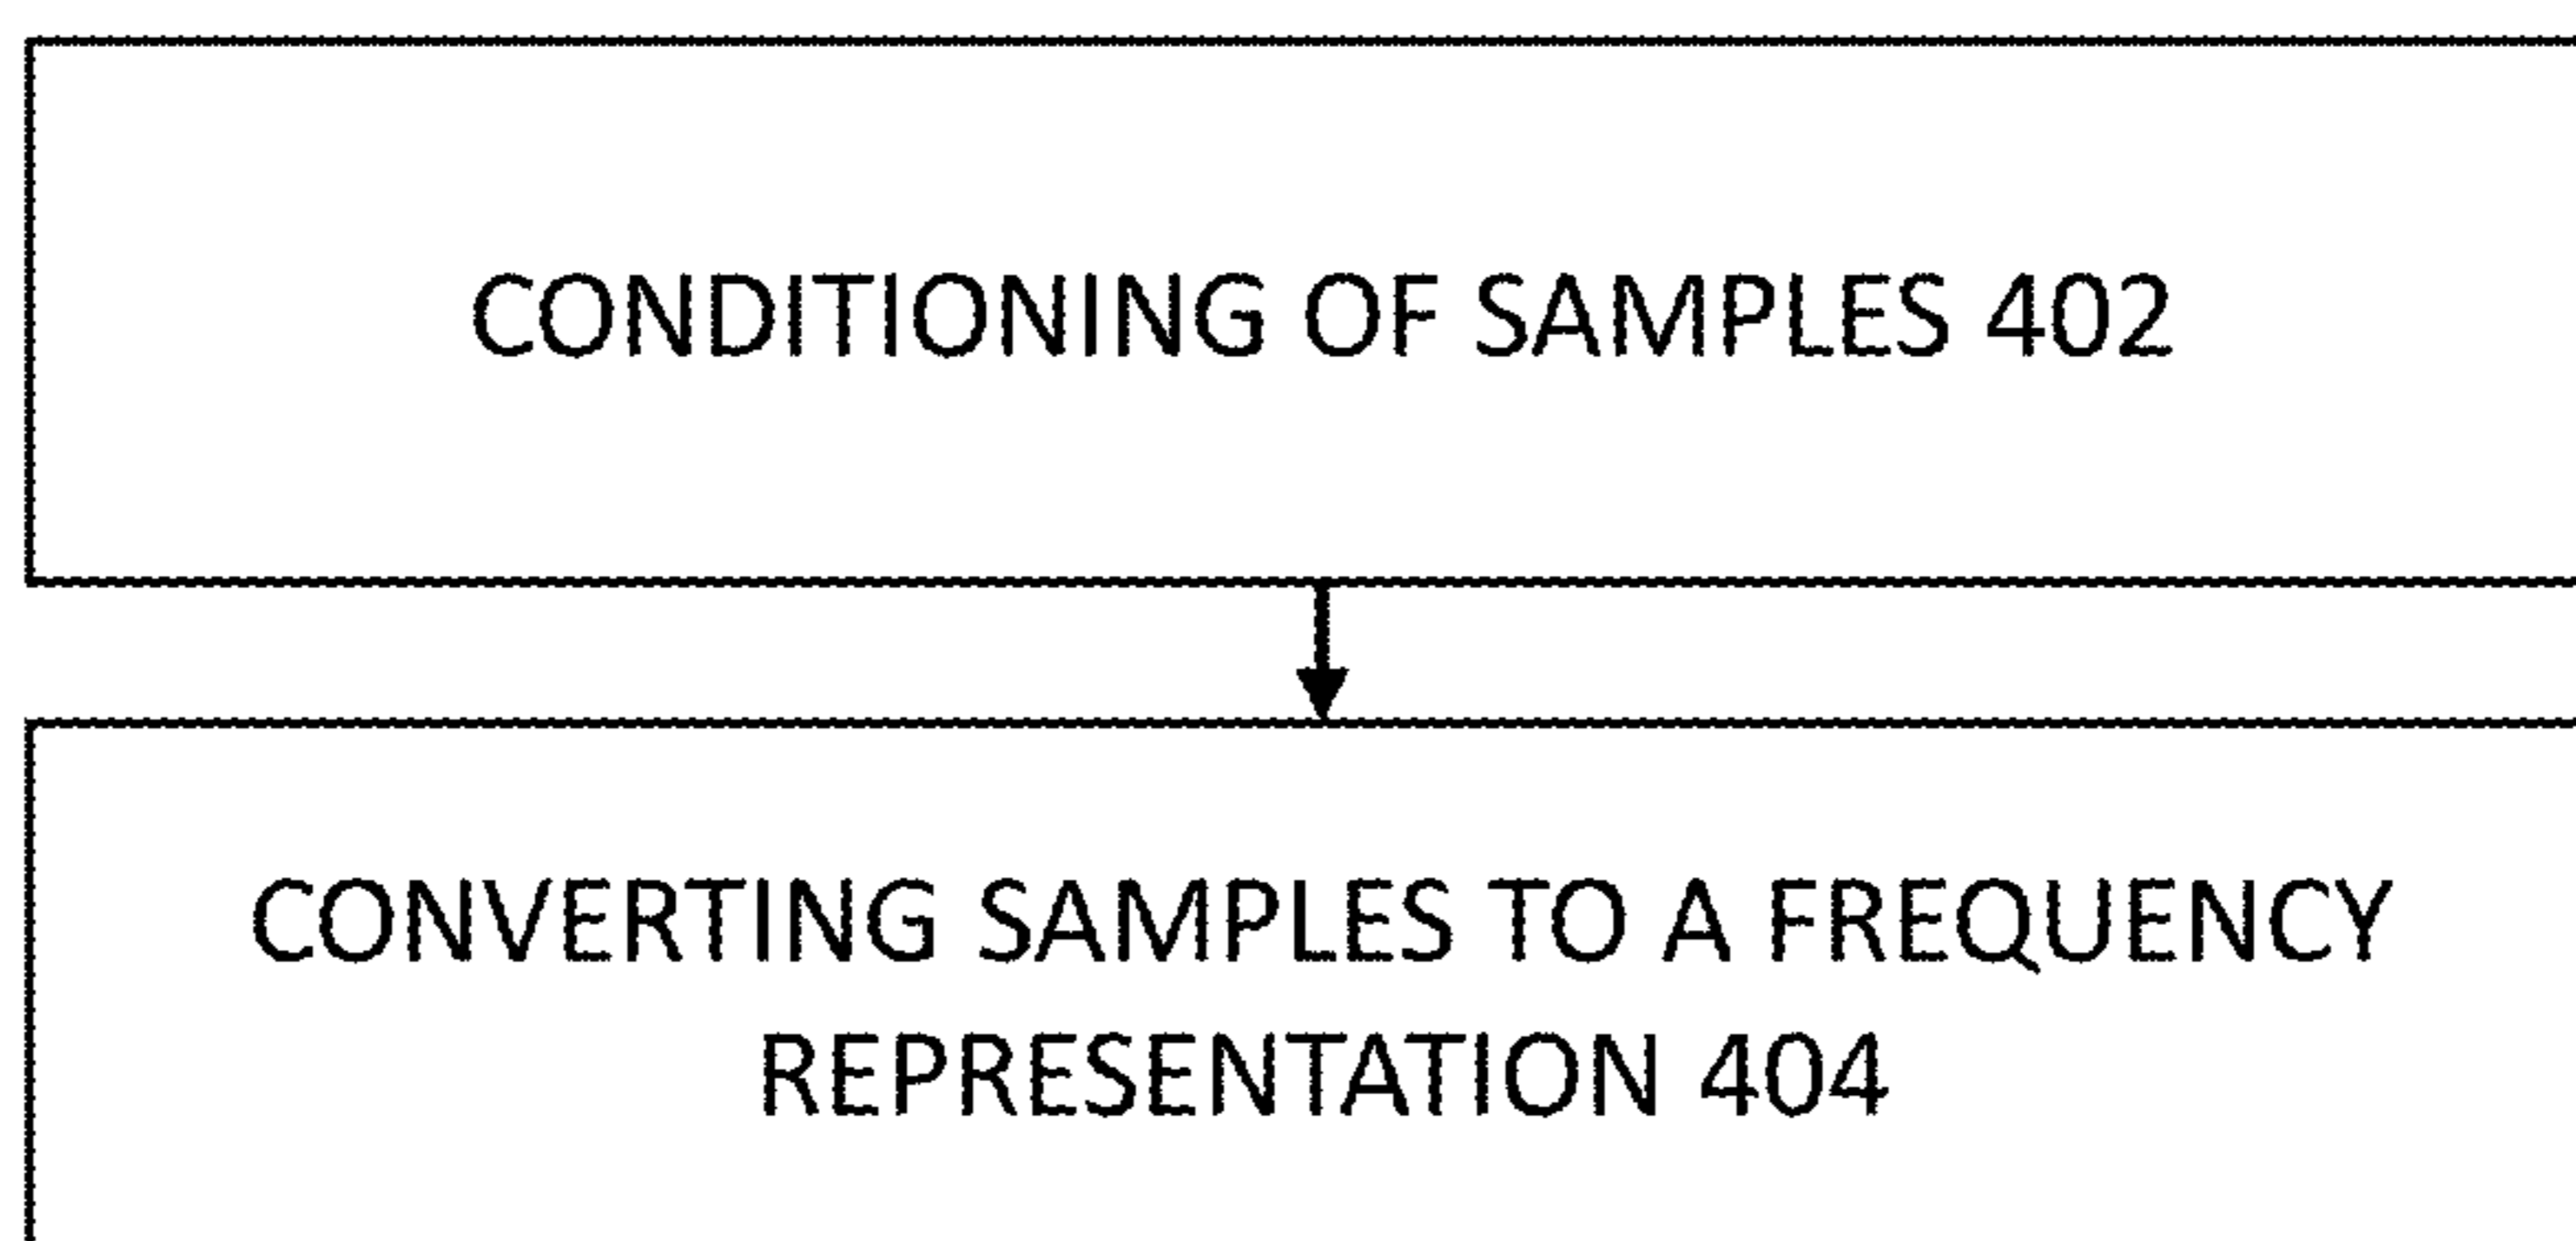 CONDITIONING OF SAMPLES 402
CONVERTING SAMPLES TO A FREQUENCY
REPRESENTATION 404